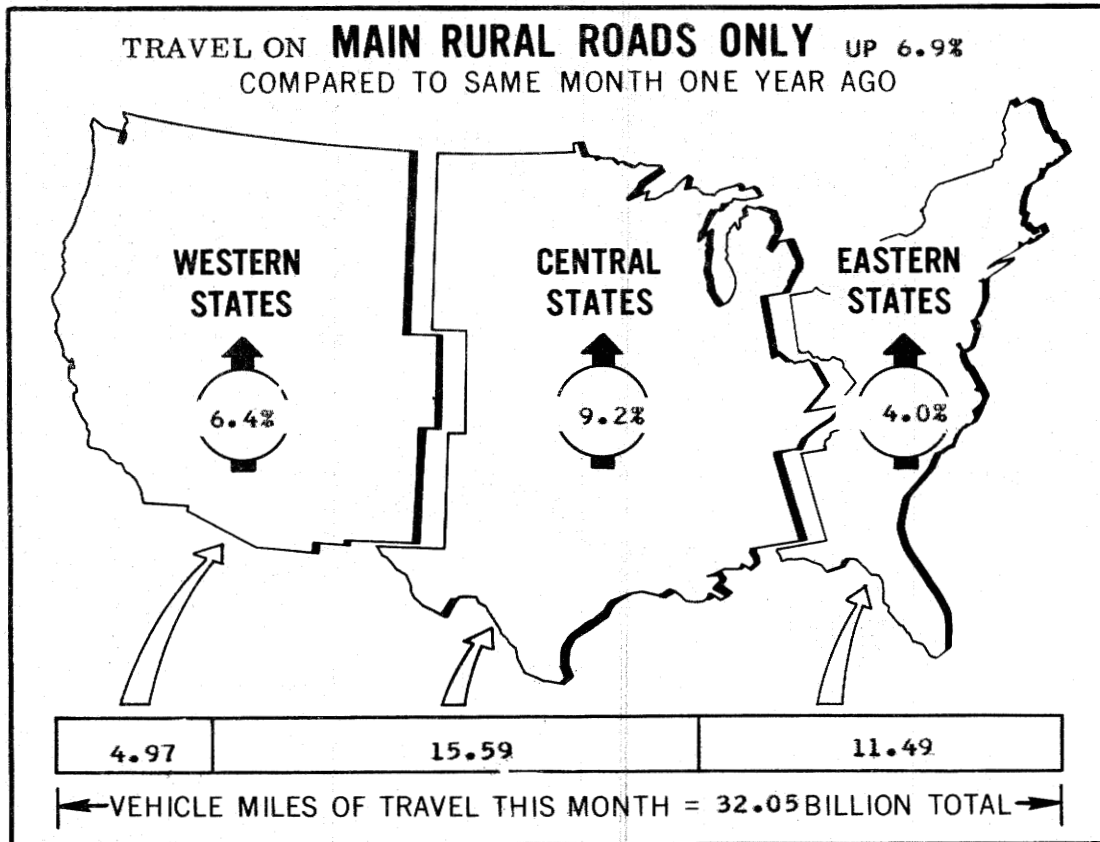 TRAVEL ON MAIN RURAL ROADS ONLY UP 6.9%
COMPARED TO SAME MONTH ONE YEAR AGO
WESTERN
STATES
6.4%
CENTRAL
STATES
9.2%
EASTERN
STATES
4.0%
4.97 15.59 11.49
VEHICLE MILES OF TRAVEL THIS MONTH = 32.05 BILLION TOTAL